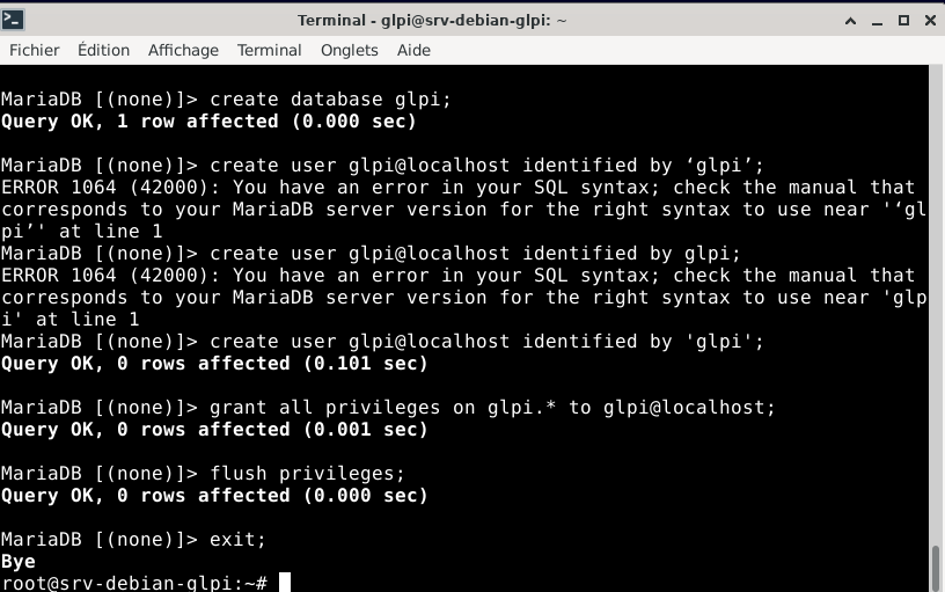 Terminal - glpi@srv-debian-glpi: ~
Fichier Édition Affichage Terminal Onglets Aide
MariaDB [(none)]> create database glpi;
Query OK, 1 row affected (0.000 sec)
MariaDB [(none)]> create user glpi@localhost identified by ‘glpi’;
ERROR 1064 (42000): You have an error in your SQL syntax; check the manual that
corresponds to your MariaDB server version for the right syntax to use near '‘gl
pi’' at line 1
MariaDB [(none)]> create user glpi@localhost identified by glpi;
ERROR 1064 (42000): You have an error in your SQL syntax; check the manual that
corresponds to your MariaDB server version for the right syntax to use near 'glp
i' at line 1
MariaDB [(none)]> create user glpi@localhost identified by 'glpi';
Query OK, 0 rows affected (0.101 sec)
MariaDB [(none)]> grant all privileges on glpi.* to glpi@localhost;
Query OK, 0 rows affected (0.001 sec)
MariaDB [(none)]> flush privileges;
Query OK, 0 rows affected (0.000 sec)
MariaDB [(none)]> exit;
Bye
root@srv-debian-glpi:~#